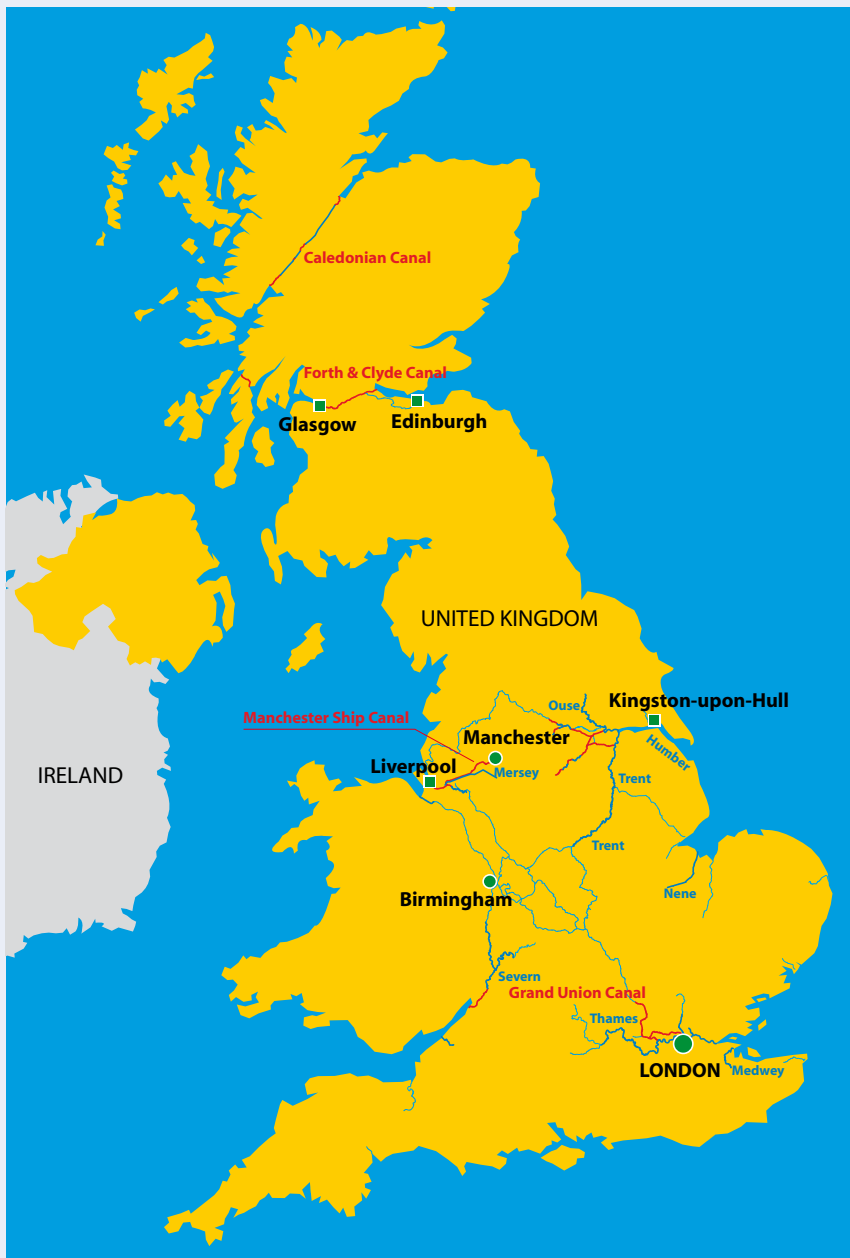 Caledonian Canal
Forth & Clyde Canal
Glasgow
Edinburgh
UNITED KINGDOM
Ouse
Kingston-upon-Hull
Manchester Ship Canal
Manchester
Humber
Liverpool
Mersey
IRELAND
Trent
Trent
Birmingham
Nene
Severn
Grand Union Canal
Thames
LONDON
Medwey